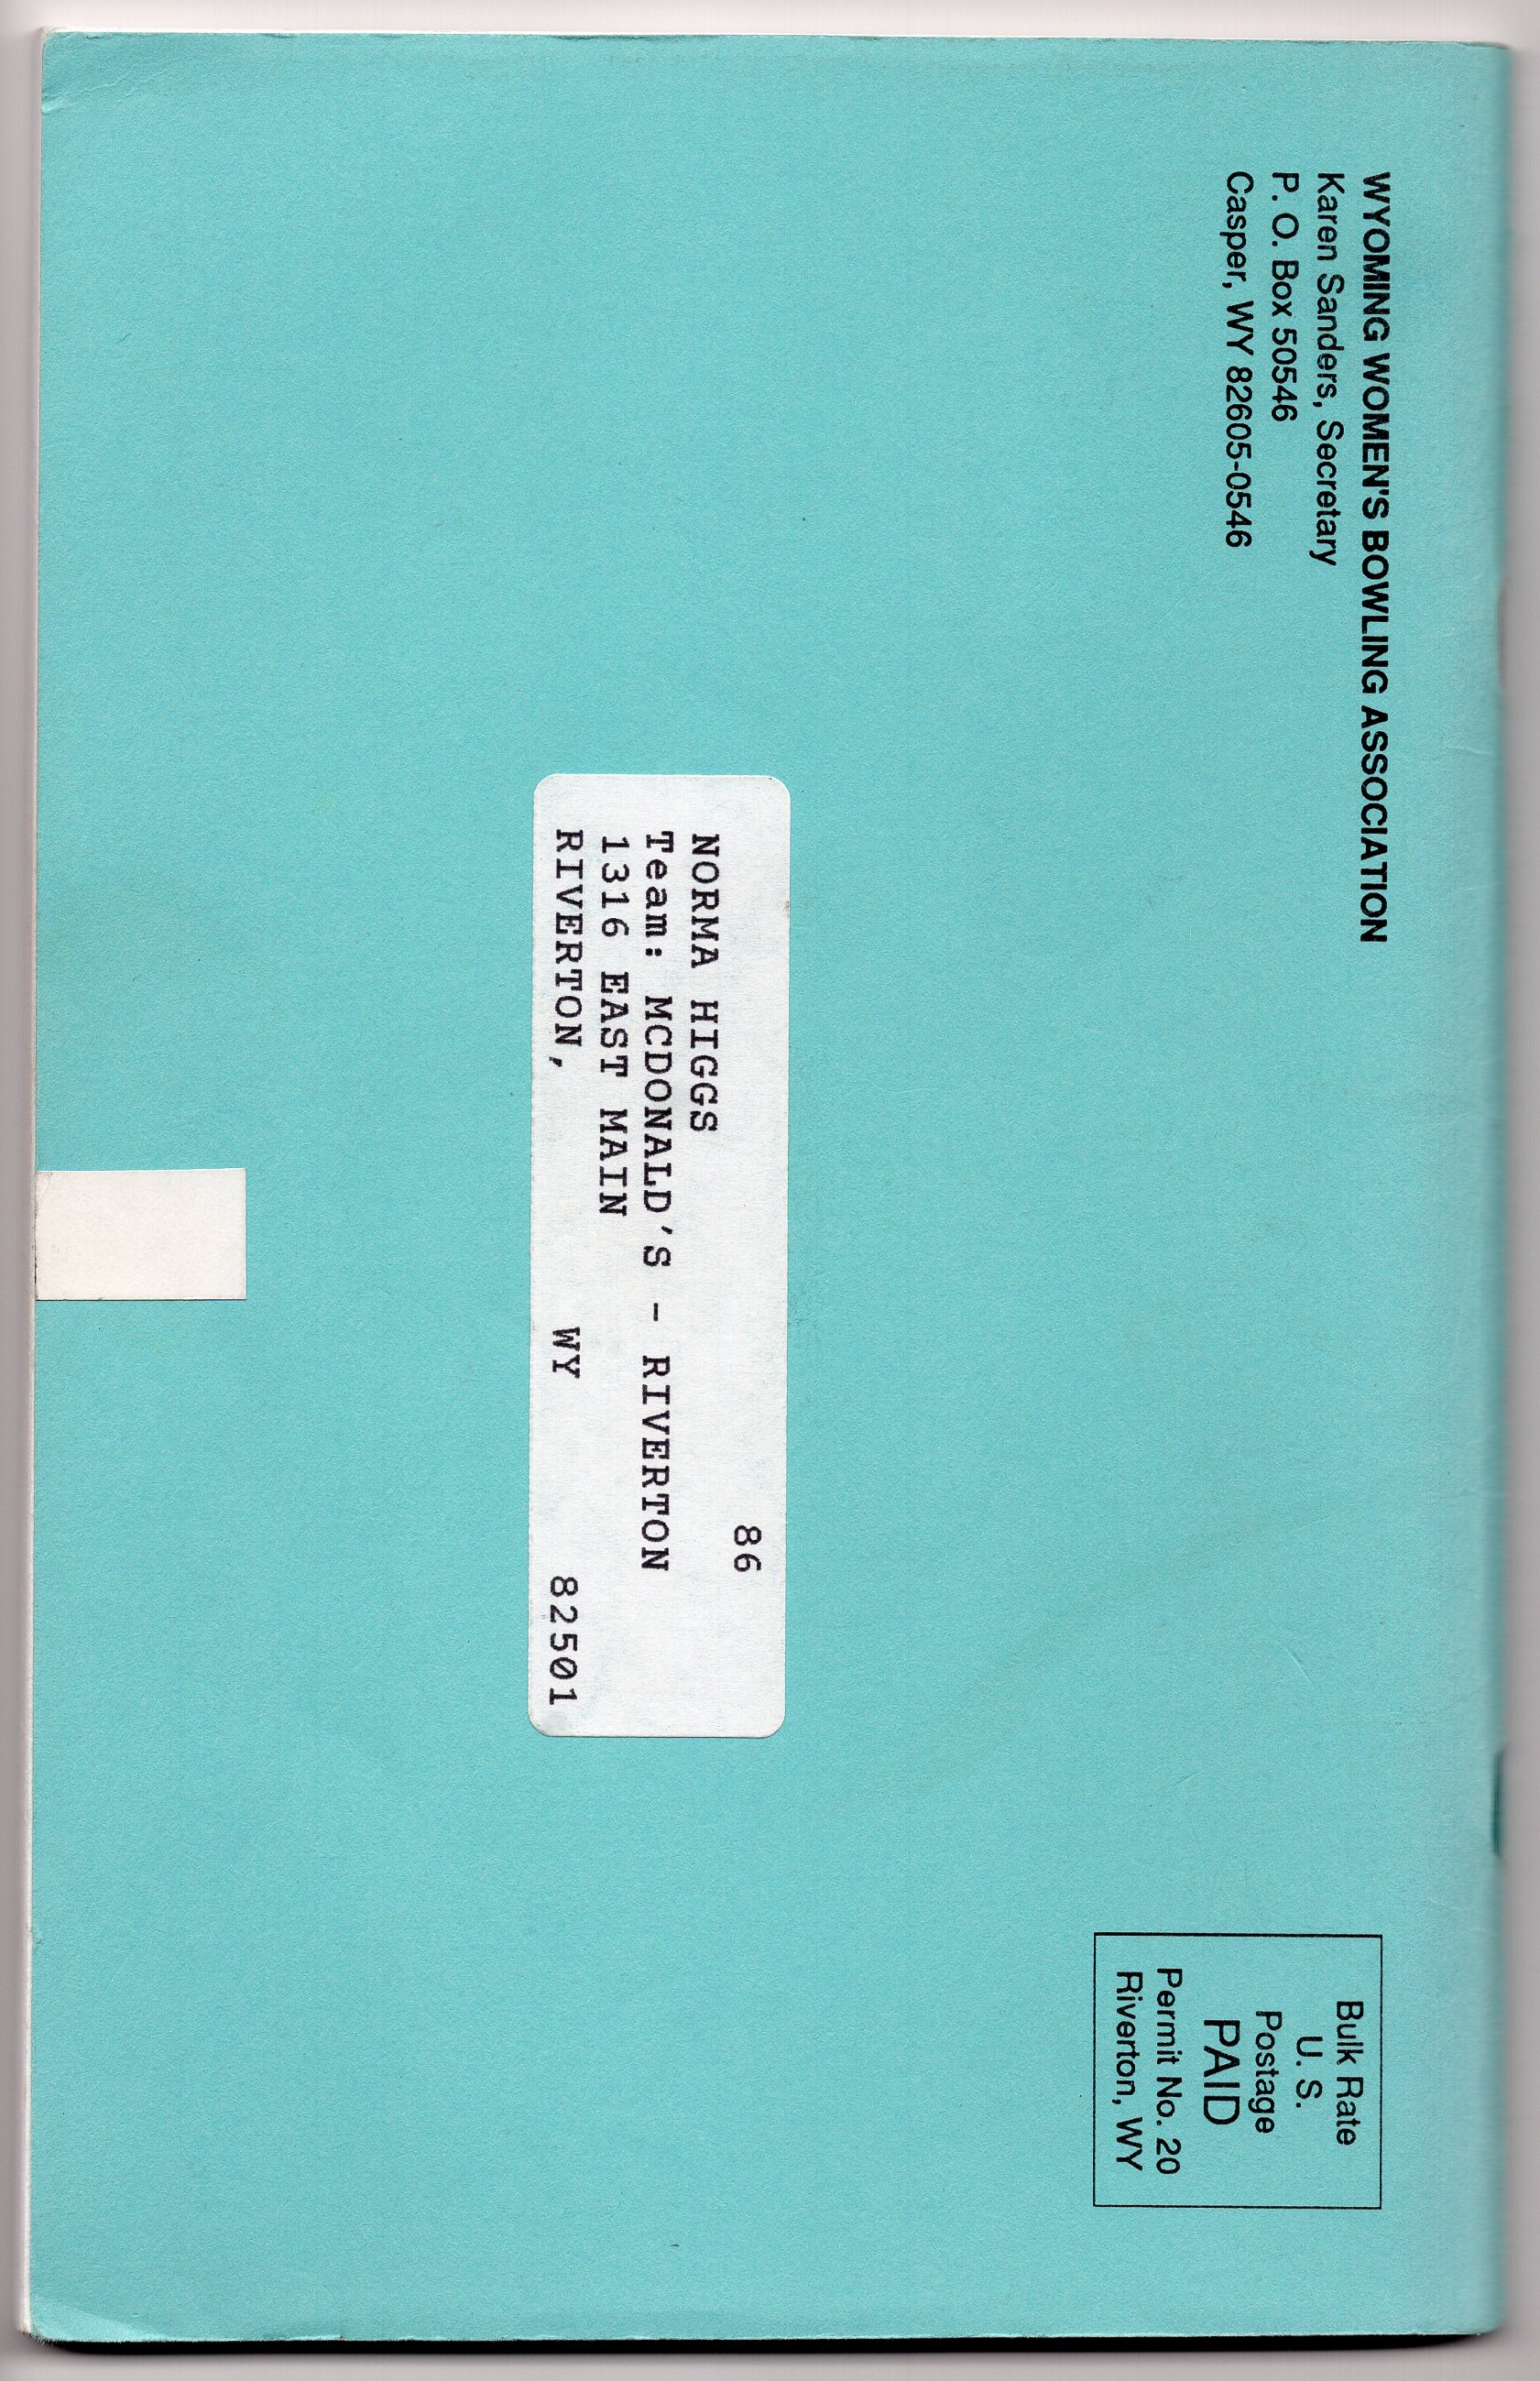 WYOMING WOMEN'S BOWLING ASSOCIATION
Karen Sanders, Secretary
P. O. Box 50546
Casper, WY 82605-0546
Bulk Rate
U. S.
Postage
PAID
Permit No. 20
Riverton, WY
86
NORMA HIGGS
Team: MCDONALD'S - RIVERTON
1316 EAST MAIN
RIVERTON, WY 82501